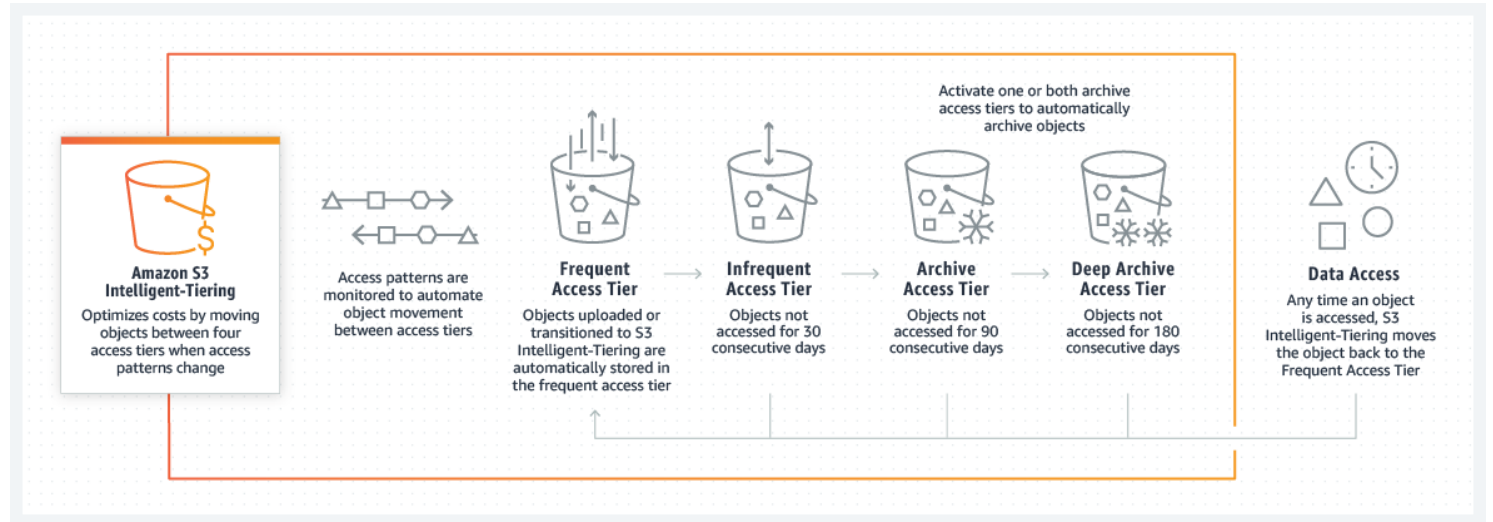 Amazon S3
Intelligent-Tiering
Optimizes costs by moving
objects between four
access tiers when access
patterns change
Access patterns are
monitored to automate
object movement
between access tiers
Frequent
Access Tier
Objects uploaded or
transitioned to S3
Intelligent-Tiering are
automatically stored in
the frequent access tier
Infrequent
Access Tier
Objects not
accessed for 30
consecutive days
Activate one or both archive
access tiers to automatically
archive objects
Archive
Access Tier
Objects not
accessed for 90
consecutive days
Deep Archive
Access Tier
Objects not
accessed for 180
consecutive days
Data Access
Any time an object
is accessed, S3
Intelligent-Tiering moves
the object back to the
Frequent Access Tier